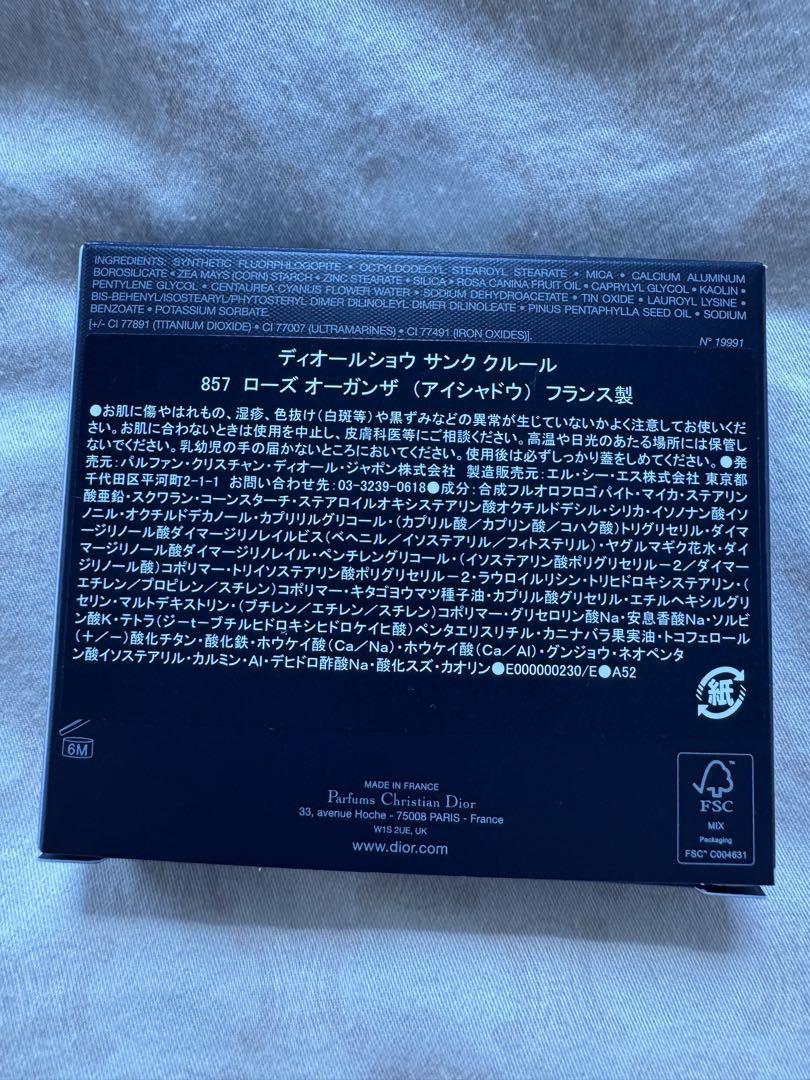 INGREDIENTS: SYNTHETIC FLUORPHLOGOPITE • OCTYLDODECYL STEAROYL STEARATE • MICA • CALCIUM ALUMINUM
BOROSILICATE • ZEA MAYS (CORN) STARCH • ZINC STEARATE • SILICA • ROSA CANINA FRUIT OIL • CAPRYLYL GLYCOL • KAOLIN •
PENTYLENE GLYCOL • CENTAUREA CYANUS FLOWER WATER • SODIUM DEHYDROACETATE • TIN OXIDE • LAUROYL LYSINE •
BIS-BEHENYL/ISOSTEARYL/PHYTOSTERYL DIMER DILINOLEYL DIMER DILINOLEATE • PINUS PENTAPHYLLA SEED OIL • SODIUM
BENZOATE • POTASSIUM SORBATE.
[+/- CI 77891 (TITANIUM DIOXIDE) • CI 77007 (ULTRAMARINES) • CI 77491 (IRON OXIDES)].
N° 19991
ディオールショウ サンク クルール
857 ローズ オーガンザ (アイシャドウ) フランス製
●お肌に傷やはれもの、湿疹、色抜け(白斑等)や黒ずみなどの異常が生じていないかよく注意してお使いくだ
さい。お肌に合わないときは使用を中止し、皮膚科医等にご相談ください。高温や日光のあたる場所には保管し
ないでください。乳幼児の手の届かないところにおいてください。使用後は必ずしっかり蓋をしめてください。●発
売元:パルファン・クリスチャン・ディオール・ジャポン株式会社 製造販売元:エル・シー・エス株式会社 東京都
千代田区平河町2-1-1 お問い合わせ先:03-3239-0618●成分:合成フルオロフロゴパイト・マイカ・ステアリン
酸亜鉛・スクワラン・コーンスターチ・ステアロイルオキシステアリン酸オクチルドデシル・シリカ・イソノナン酸イソ
ノニル・オクチルドデカノール・カプリリルグリコール・(カプリル酸/カプリン酸/コハク酸)トリグリセリル・ダイマ
ージリノール酸ダイマージリノレイルビス(ベヘニル/イソステアリル/フィトステリル)・ヤグルマギク花水・ダイ
マージリノール酸ダイマージリノレイル・ペンチレングリコール・(イソステアリン酸ポリグリセリル-2/ダイマー
ジリノール酸)コポリマー・トリイソステアリン酸ポリグリセリル-2・ラウロイルリシン・トリヒドロキシステアリン・(
エチレン/プロピレン/スチレン)コポリマー・キタゴヨウマツ種子油・カプリル酸グリセリル・エチルヘキシルグリ
セリン・マルトデキストリン・(ブチレン/エチレン/スチレン)コポリマー・グリセロリン酸Na・安息香酸Na・ソルビ
ン酸K・テトラ(ジーt-ブチルヒドロキシヒドロケイヒ酸)ペンタエリスリチル・カニナバラ果実油・トコフェロール
(+/-)酸化チタン・酸化鉄・ホウケイ酸(Ca/Na)・ホウケイ酸(Ca/Al)・グンジョウ・ネオペンタ
ン酸イソステアリル・カルミン・Al・デヒドロ酢酸Na・酸化スズ・カオリン●E000000230/E●A52
紙
6M
MADE IN FRANCE
Parfums Christian Dior
33, avenue Hoche - 75008 PARIS - France
W1S 2UE, UK
www.dior.com
FSC
MIX
Packaging
FSC™ C004631